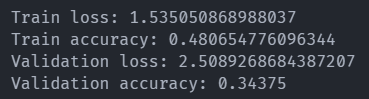 Train loss: 1.535050868988037
Train accuracy: 0.480654776096344
Validation loss: 2.5089268684387207
Validation accuracy: 0.34375